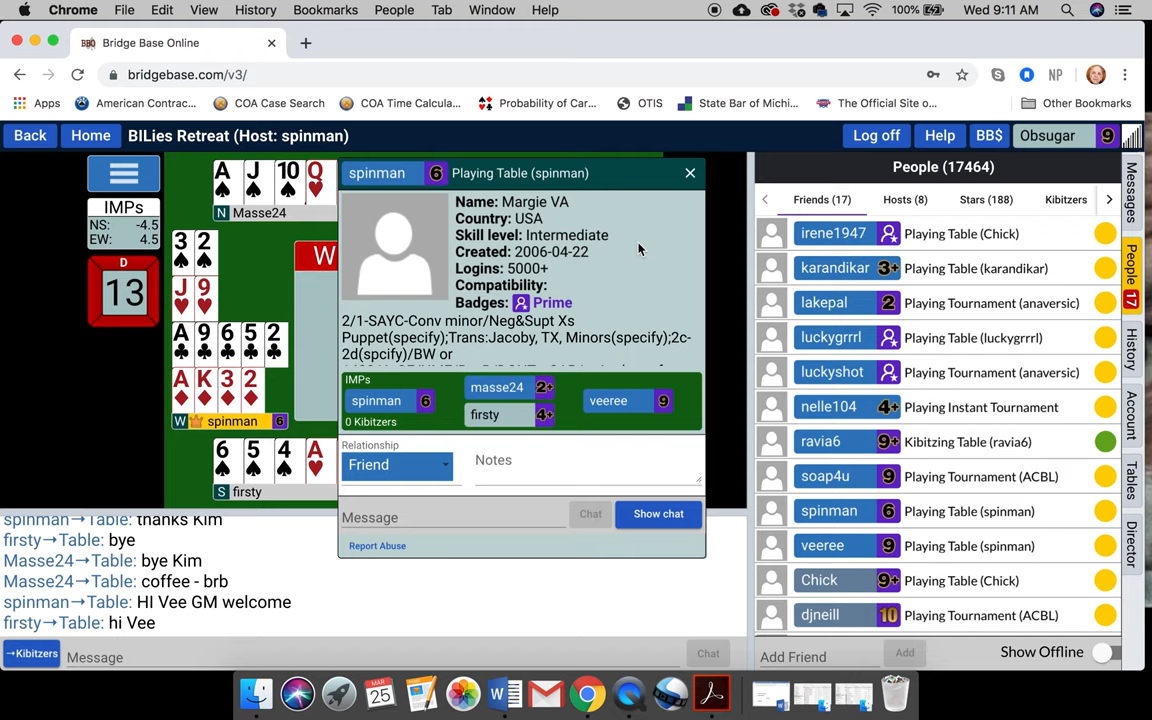 Chrome File Edit View History Bookmarks People Tab Window Help 100% Wed 9:11 AM
BBO Bridge Base Online
bridgebase.com/v3/ NP
Apps American Contrac... COA Case Search COA Time Calcula... Probability of Car... OTIS State Bar of Michi... The Official Site o... Other Bookmarks
Back Home BILies Retreat (Host: spinman) Log off Help BB$ Obsugar 9
IMPs
NS: -4.5
EW: 4.5
D
13
A J 10 Q
N Masse24
3 2
J 9
A 9 6 5 2
A K 3 2
W spinman 6
W
6 5 4 A
S firsty
spinman 6 Playing Table (spinman)
Name: Margie VA
Country: USA
Skill level: Intermediate
Created: 2006-04-22
Logins: 5000+
Compatibility:
Badges: Prime
2/1-SAYC-Conv minor/Neg&Supt Xs
Puppet(specify);Trans:Jacoby, TX, Minors(specify);2c-
2d(spcify)/BW or
IMPs
spinman 6 masse24 2+ veeree 9
firsty 4+
0 Kibitzers
Relationship
Friend
Notes
Message Chat Show chat
Report Abuse
spinman→Table: thanks Kim
firsty→Table: bye
Masse24→Table: bye Kim
Masse24→Table: coffee - brb
spinman→Table: HI Vee GM welcome
firsty→Table: hi Vee
→Kibitzers Message Chat
People (17464)
Friends (17) Hosts (8) Stars (188) Kibitzers
irene1947 Playing Table (Chick)
karandikar 3+ Playing Table (karandikar)
lakepal 2 Playing Tournament (anaversic)
luckygrrrl Playing Table (luckygrrrl)
luckyshot Playing Tournament (anaversic)
nelle104 4+ Playing Instant Tournament
ravia6 9+ Kibitzing Table (ravia6)
soap4u 9 Playing Tournament (ACBL)
spinman 6 Playing Table (spinman)
veeree 9 Playing Table (spinman)
Chick 9+ Playing Table (Chick)
djneill 10 Playing Tournament (ACBL)
Show Offline
Add Friend Add
Messages
People 17
History
Account
Tables
Director
MAR
25
W